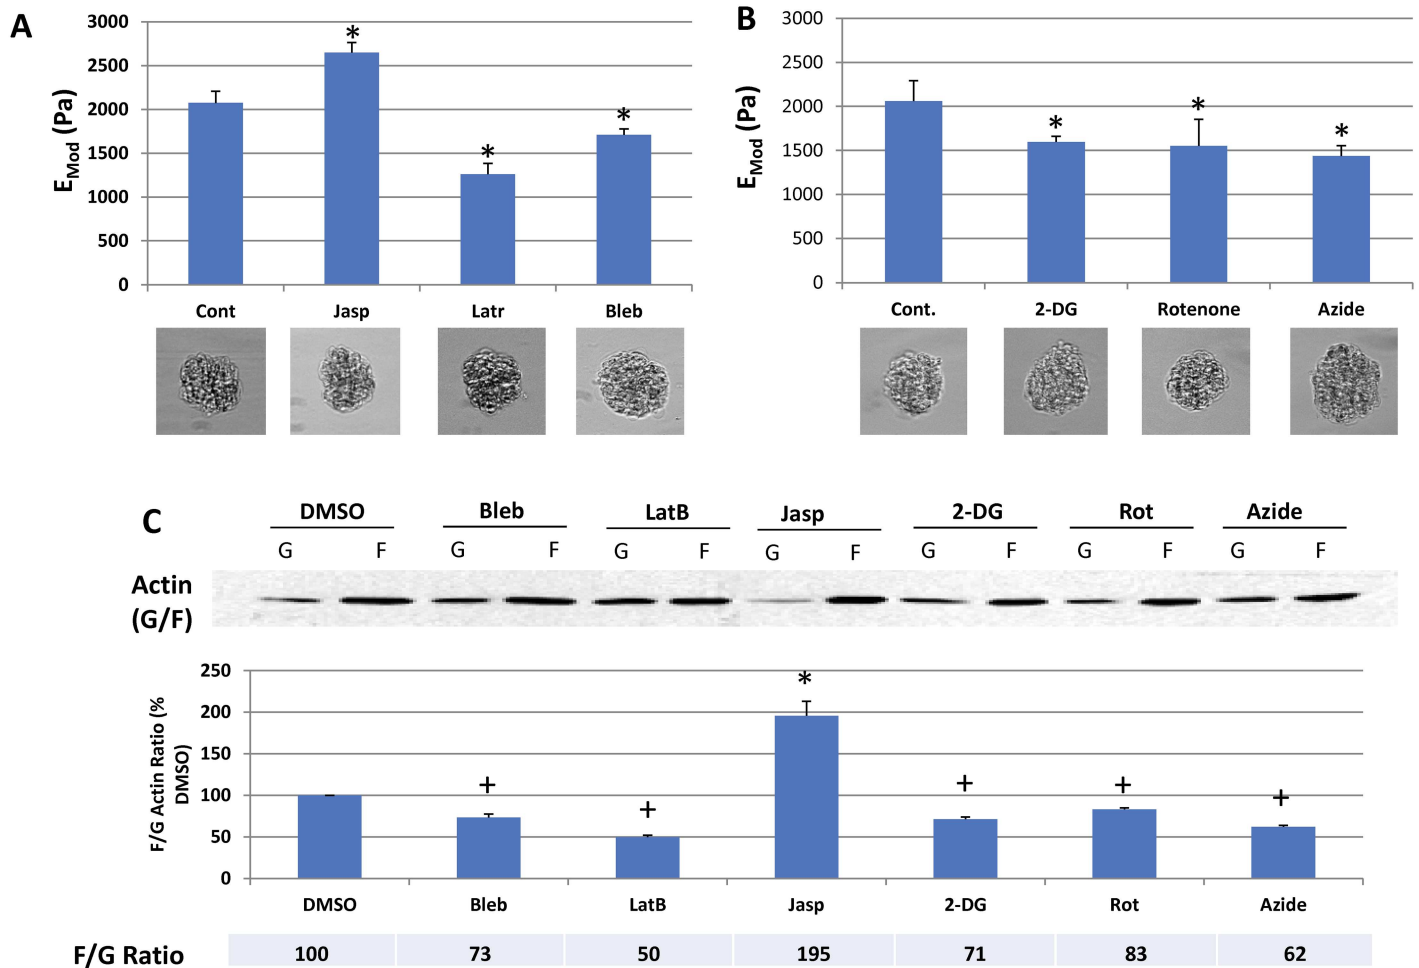 A
E_Mod (Pa)
3000
2500
2000
1500
1000
500
0
*
*
*
Cont Jasp Latr Bleb
B
E_Mod (Pa)
3000
2500
2000
1500
1000
500
0
*
*
*
Cont. 2-DG Rotenone Azide
C
DMSO Bleb LatB Jasp 2-DG Rot Azide
G F G F G F G F G F G F G F
Actin
(G/F)
F/G Actin Ratio (%
DMSO)
250
200
150
100
50
0
+
+
*
+
+
+
DMSO Bleb LatB Jasp 2-DG Rot Azide
F/G Ratio 100 73 50 195 71 83 62